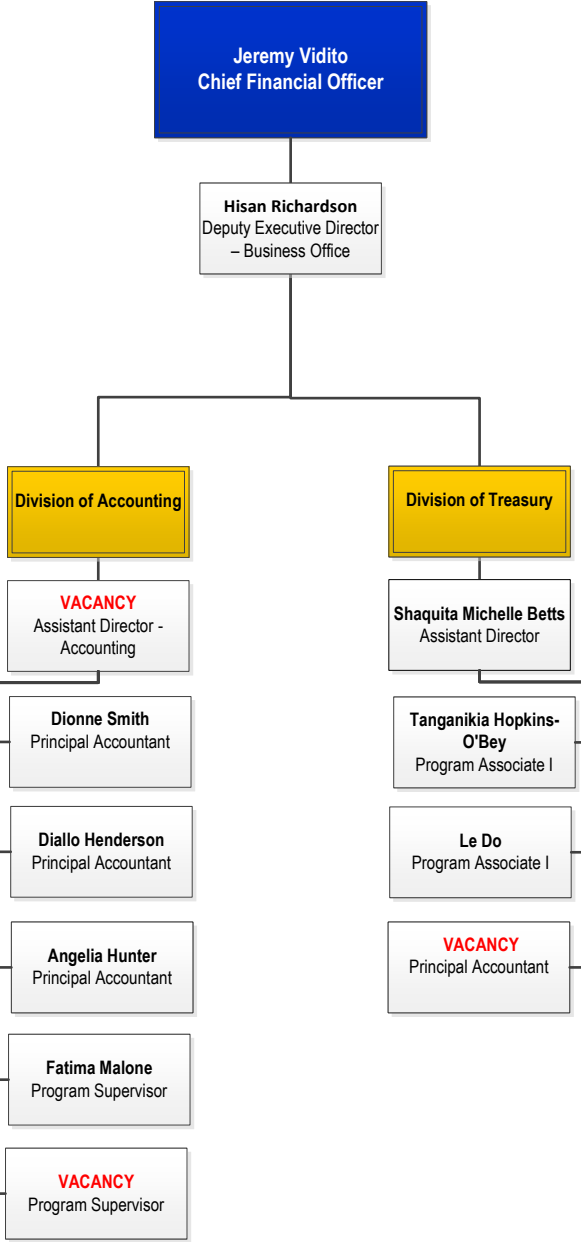 Jeremy Vidito
Chief Financial Officer
Hisan Richardson
Deputy Executive Director
– Business Office
Division of Accounting
VACANCY
Assistant Director -
Accounting
Dionne Smith
Principal Accountant
Diallo Henderson
Principal Accountant
Angelia Hunter
Principal Accountant
Fatima Malone
Program Supervisor
VACANCY
Program Supervisor
Division of Treasury
Shaquita Michelle Betts
Assistant Director
Tanganikia Hopkins-
O'Bey
Program Associate I
Le Do
Program Associate I
VACANCY
Principal Accountant